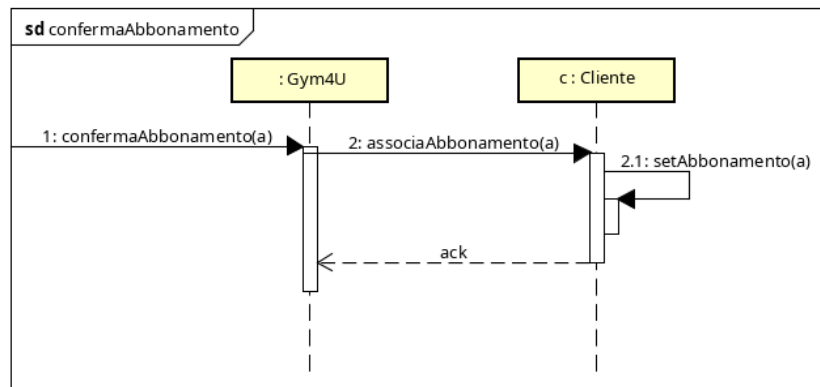 sd confermaAbbonamento
: Gym4U
c : Cliente
1: confermaAbbonamento(a)
2: associaAbbonamento(a)
2.1: setAbbonamento(a)
ack